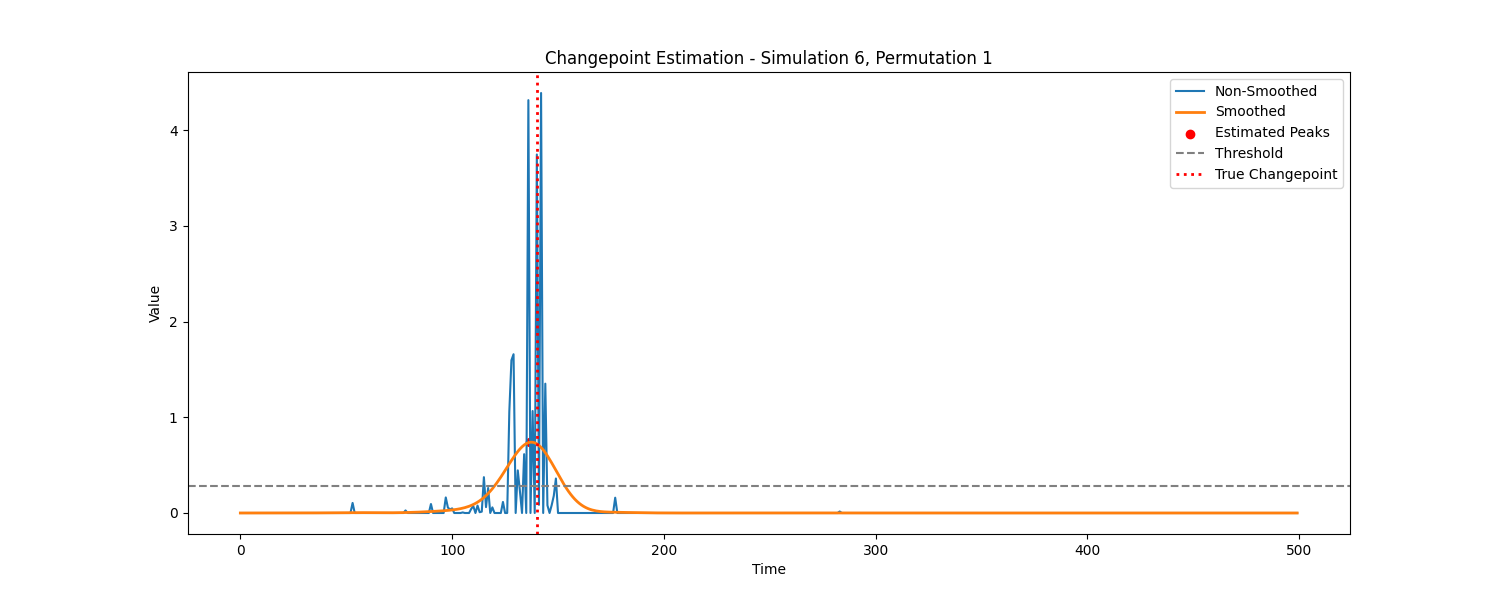 Changepoint Estimation - Simulation 6, Permutation 1
Non-Smoothed
Smoothed
Estimated Peaks
Threshold
True Changepoint
4
3
2
1
0
Value
0 100 200 300 400 500
Time